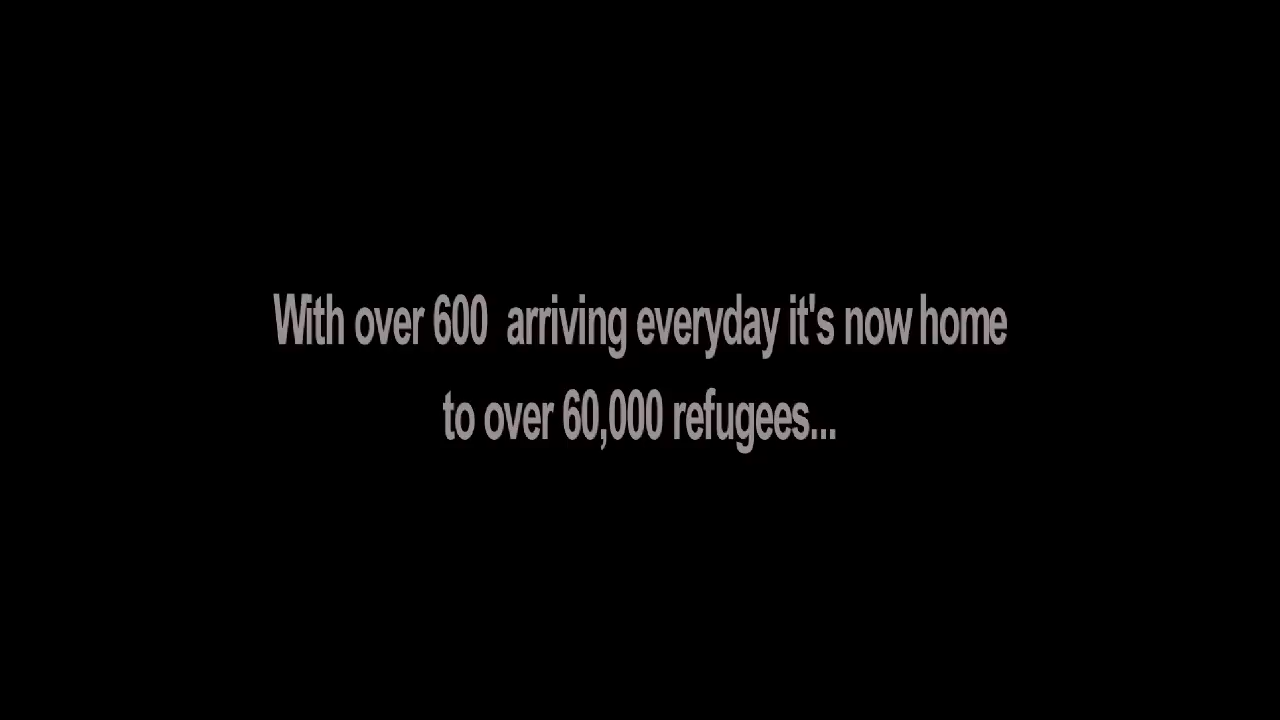 With over 600  arriving everyday it's now home
to over 60,000 refugees...